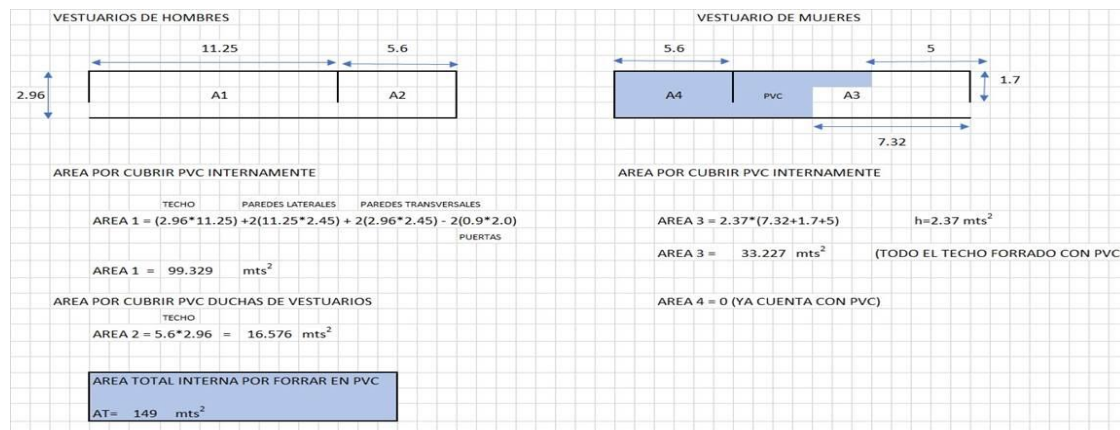 VESTUARIOS DE HOMBRES
11.25
5.6
2.96
A1
A2
AREA POR CUBRIR PVC INTERNAMENTE
TECHO PAREDES LATERALES PAREDES TRANSVERSALES
AREA 1 = (2.96*11.25) +2(11.25*2.45) + 2(2.96*2.45) - 2(0.9*2.0)
PUERTAS
AREA 1 = 99.329 mts²
AREA POR CUBRIR PVC DUCHAS DE VESTUARIOS
TECHO
AREA 2 = 5.6*2.96 = 16.576 mts²
AREA TOTAL INTERNA POR FORRAR EN PVC
AT= 149 mts²
VESTUARIO DE MUJERES
5.6
5
1.7
A4
PVC
A3
7.32
AREA POR CUBRIR PVC INTERNAMENTE
AREA 3 = 2.37*(7.32+1.7+5) h=2.37 mts²
AREA 3 = 33.227 mts² (TODO EL TECHO FORRADO CON PVC
AREA 4 = 0 (YA CUENTA CON PVC)